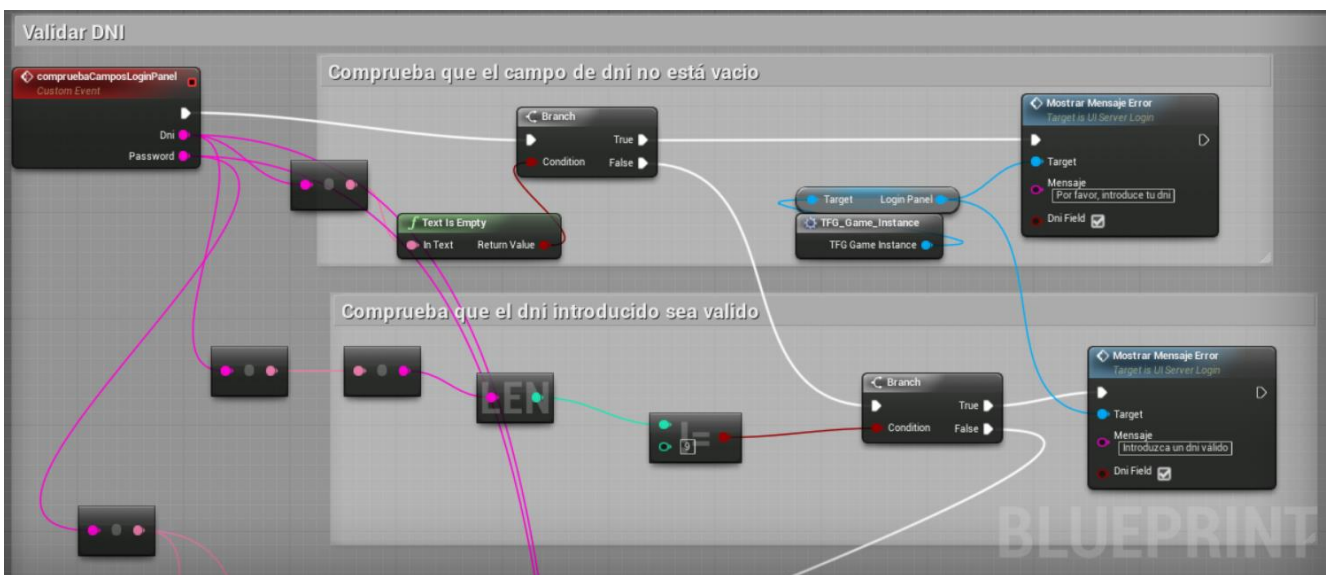 Validar DNI
compruebaCamposLoginPanel
Custom Event
Dni
Password
Comprueba que el campo de dni no está vacio
Branch
True
Condition
False
Text Is Empty
In Text
Return Value
Target
Login Panel
TFG_Game_Instance
TFG Game Instance
Mostrar Mensaje Error
Target is UI Server Login
Target
Mensaje
Por favor, introduce tu dni
Dni Field
Comprueba que el dni introducido sea valido
LEN
!=
9
Branch
True
Condition
False
Mostrar Mensaje Error
Target is UI Server Login
Target
Mensaje
Introduzca un dni válido
Dni Field
BLUEPRINT